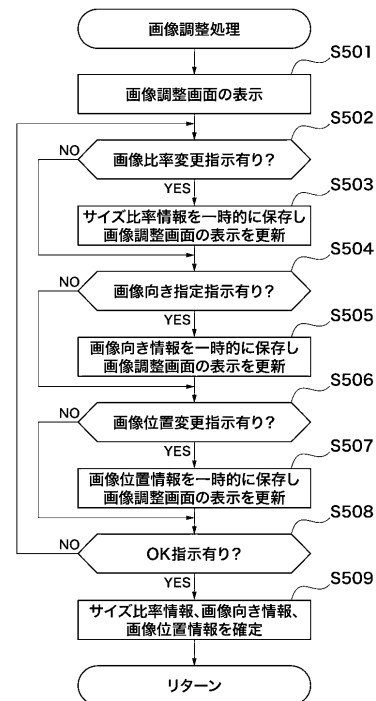 画像調整処理
S501
画像調整画面の表示
S502
NO
画像比率変更指示有り?
YES
S503
サイズ比率情報を一時的に保存し
画像調整画面の表示を更新
S504
NO
画像向き指定指示有り?
YES
S505
画像向き情報を一時的に保存し
画像調整画面の表示を更新
S506
NO
画像位置変更指示有り?
YES
S507
画像位置情報を一時的に保存し
画像調整画面の表示を更新
S508
NO
OK指示有り?
YES
S509
サイズ比率情報、画像向き情報、
画像位置情報を確定
リターン